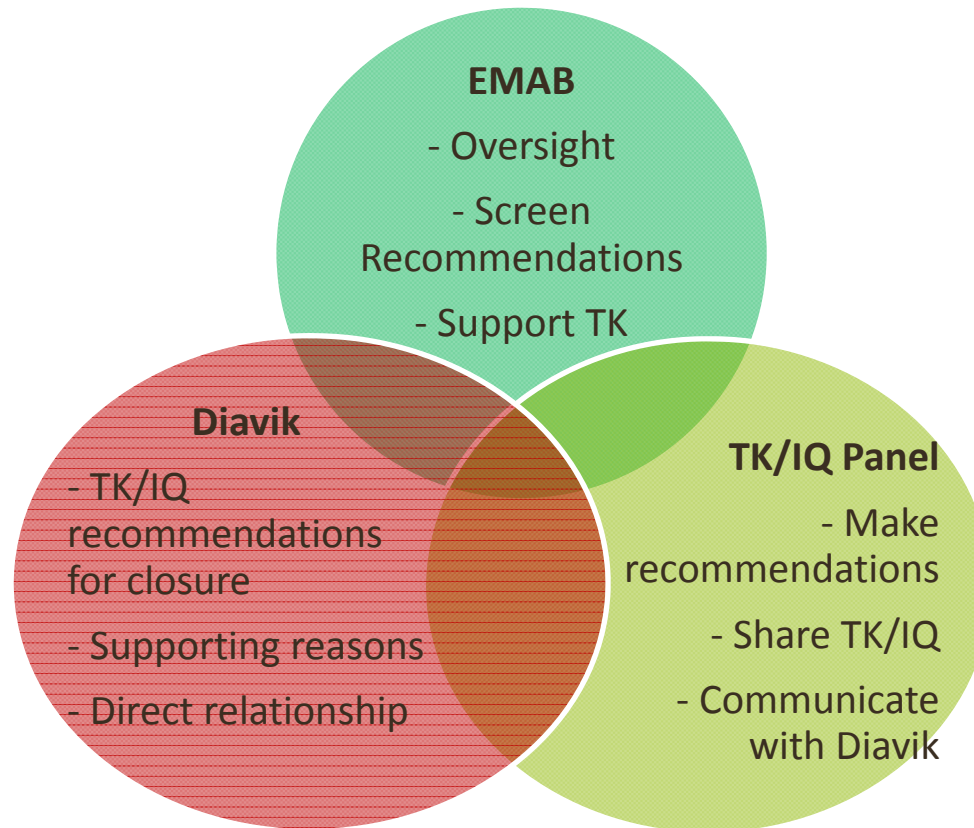 EMAB
- Oversight
- Screen
Recommendations
- Support TK
Diavik
- TK/IQ
recommendations
for closure
- Supporting reasons
- Direct relationship
TK/IQ Panel
- Make
recommendations
- Share TK/IQ
- Communicate
with Diavik